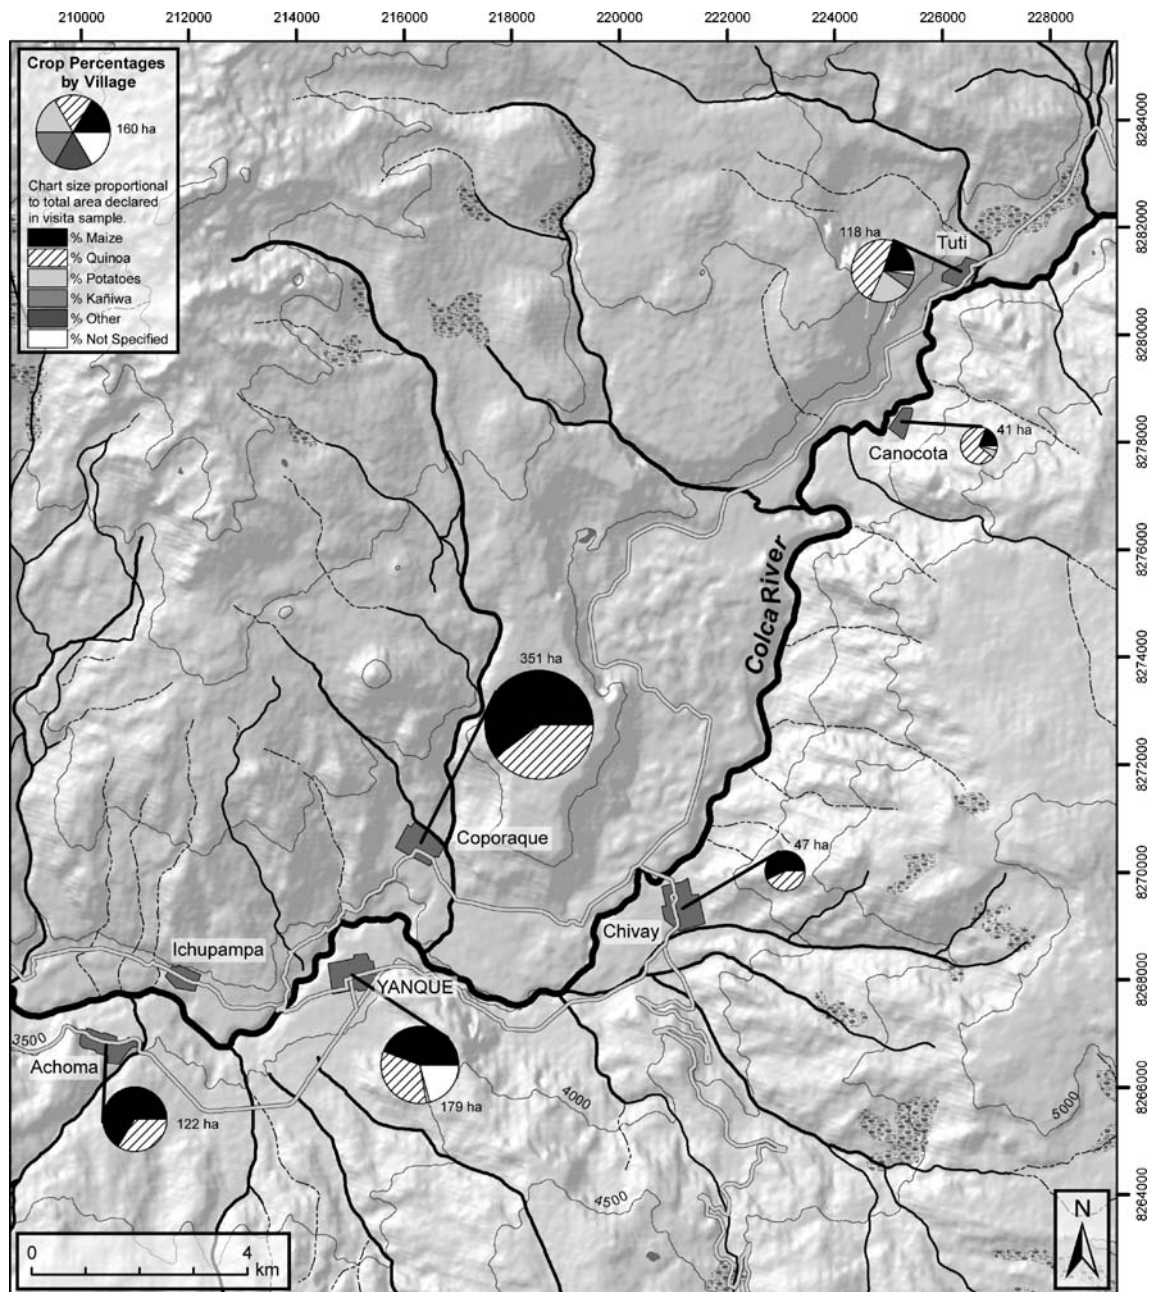 210000 212000 214000 216000 218000 220000 222000 224000 226000 228000
Crop Percentages
by Village
160 ha
Chart size proportional
to total area declared
in visita sample.
% Maize
% Quinoa
% Potatoes
% Kañiwa
% Other
% Not Specified
8284000
8282000
8280000
8278000
8276000
8274000
8272000
8270000
8268000
8266000
8264000
118 ha
Tuti
41 ha
Canocota
Colca River
351 ha
Coporaque
47 ha
Chivay
Ichupampa
YANQUE
3500
Achoma
179 ha
122 ha
4000
5000
4500
0 4
km
N